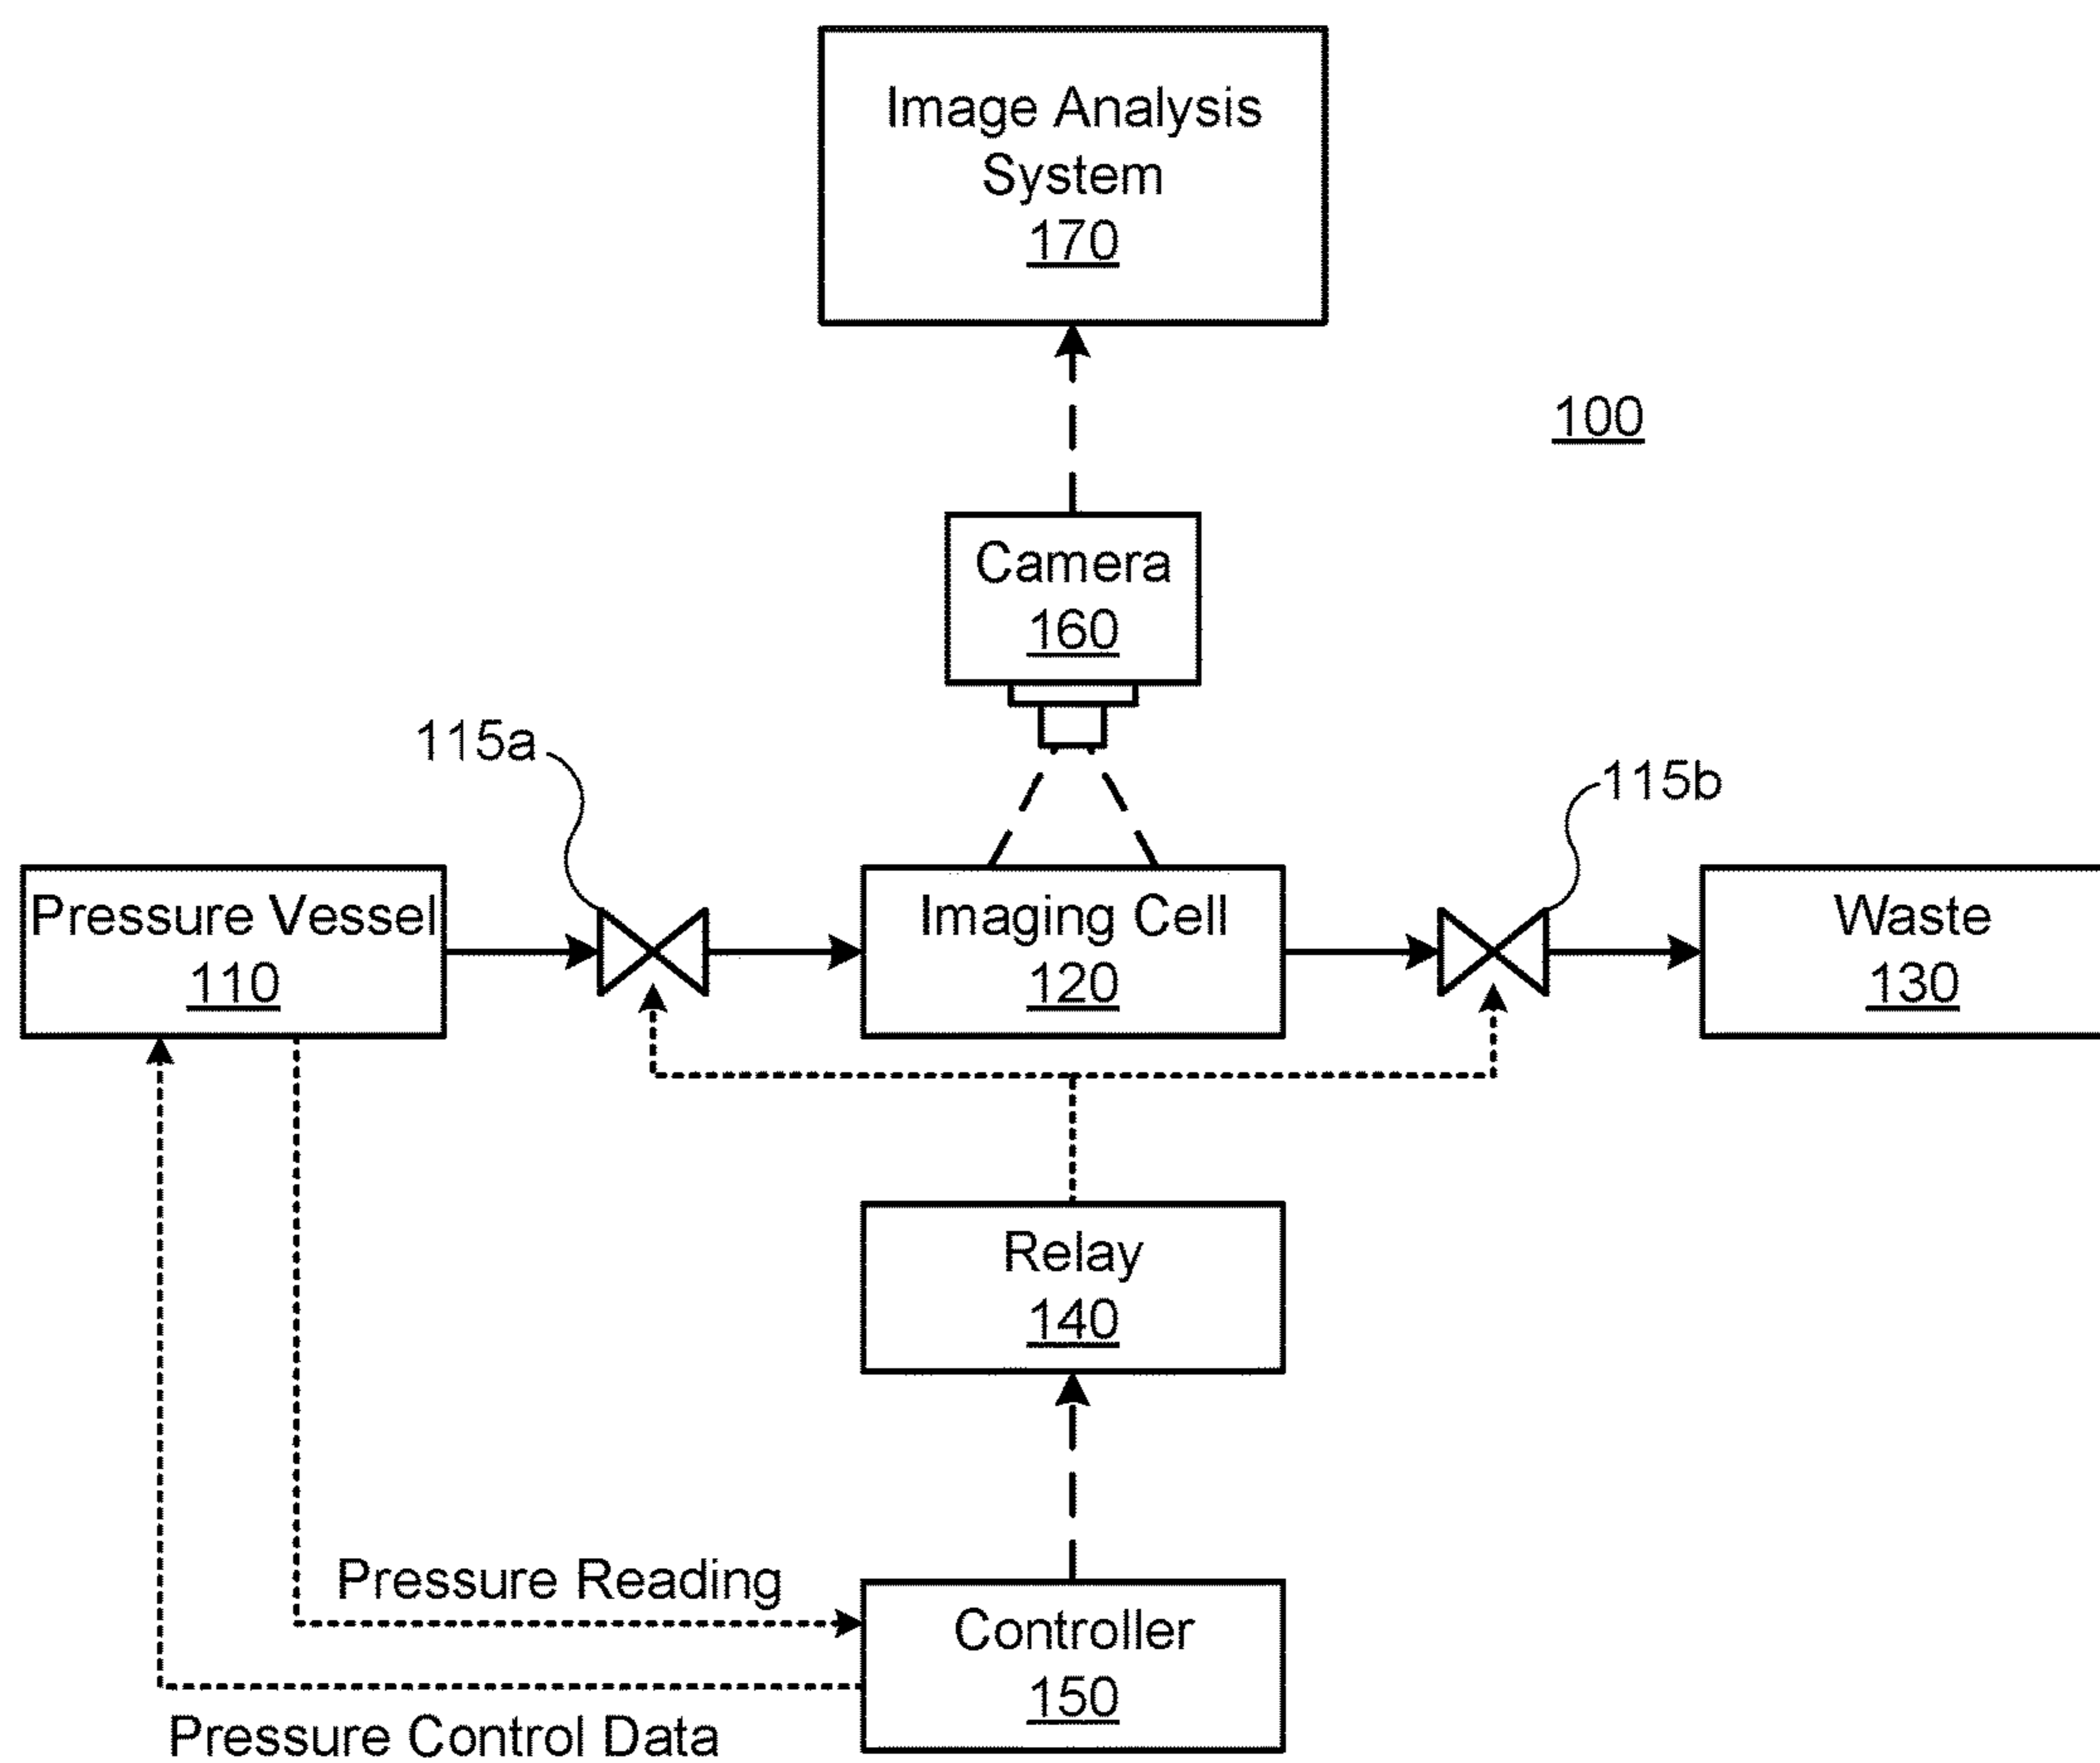 Image Analysis
System
170
100
Camera
160
115a
115b
Pressure Vessel
110
Imaging Cell
120
Waste
130
Relay
140
Pressure Reading
Controller
150
Pressure Control Data